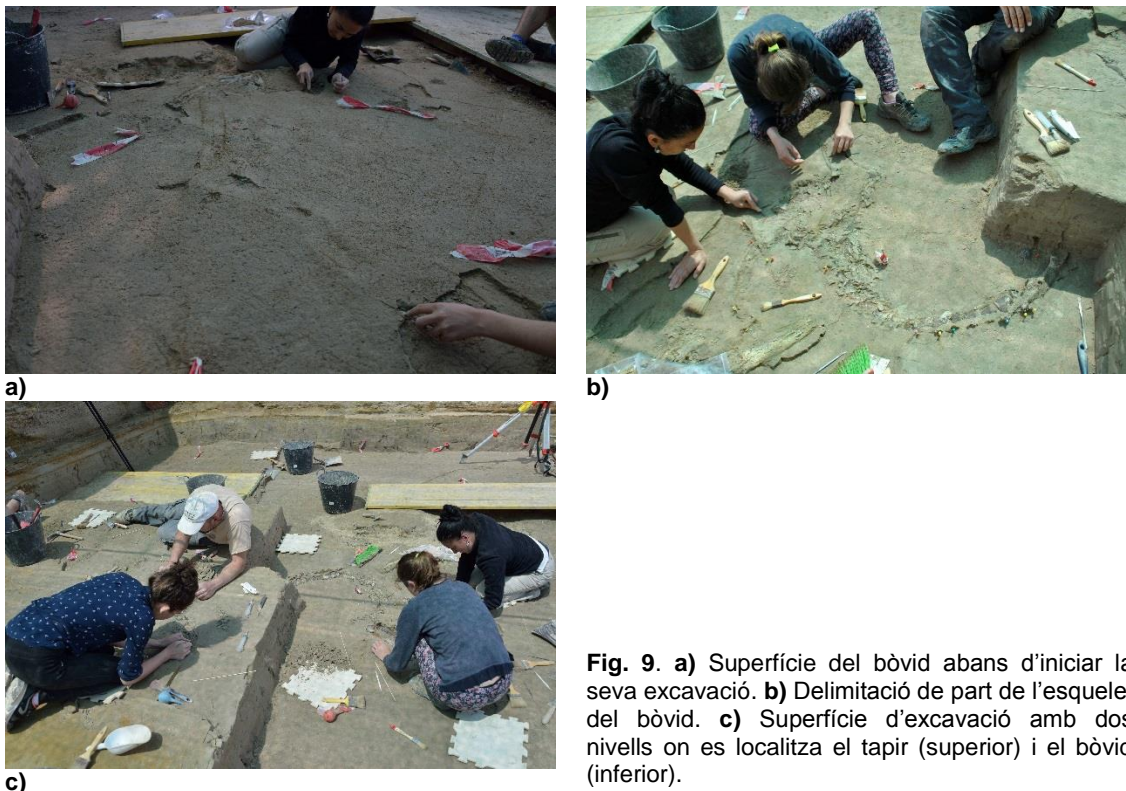 a)
b)
c)
Fig. 9. a) Superfície del bòvid abans d'iniciar la
seva excavació. b) Delimitació de part de l'esquele
del bòvid. c) Superfície d'excavació amb dos
nivells on es localitza el tapir (superior) i el bòvid
(inferior).